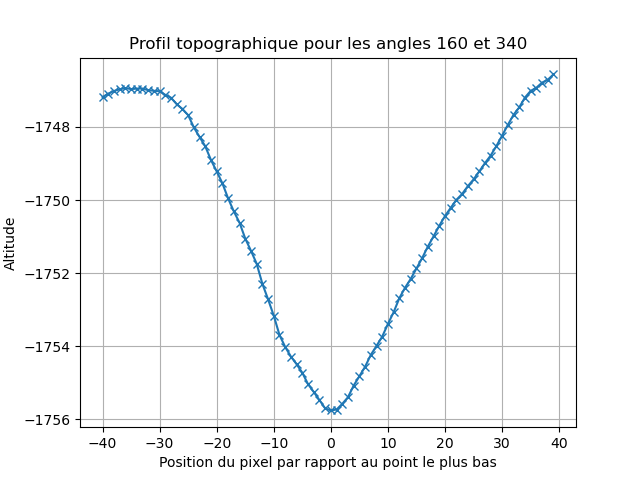 Profil topographique pour les angles 160 et 340
Altitude
−1748
−1750
−1752
−1754
−1756
−40 −30 −20 −10 0 10 20 30 40
Position du pixel par rapport au point le plus bas